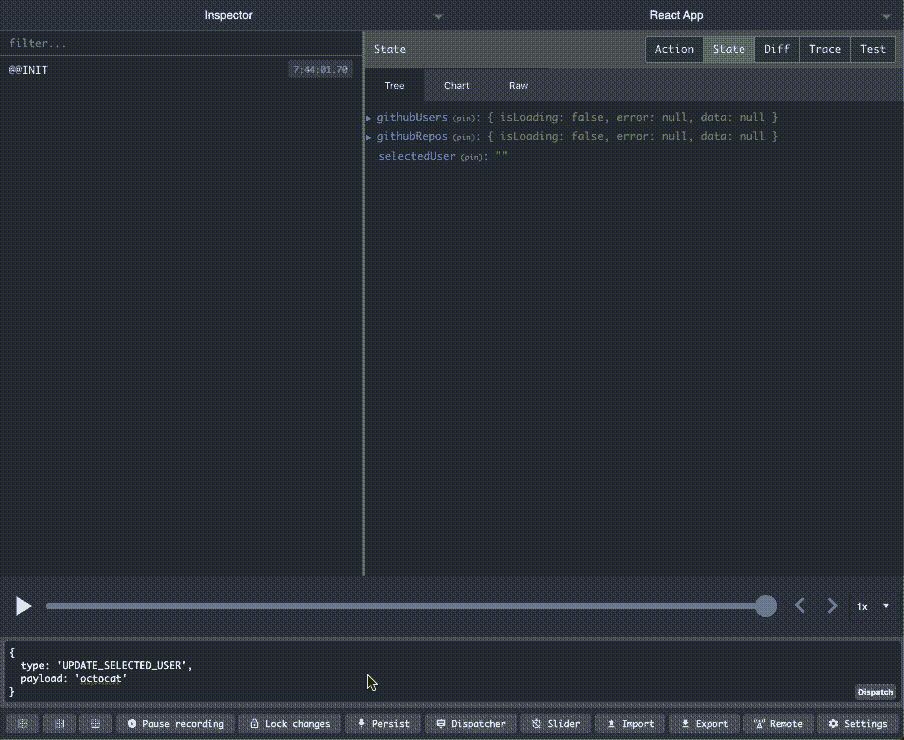 Inspector React App
filter...
State Action State Diff Trace Test
@@INIT 7:44:01.70
Tree Chart Raw
githubUsers (pin): { isLoading: false, error: null, data: null }
githubRepos (pin): { isLoading: false, error: null, data: null }
selectedUser (pin): ""
1x
{
type: 'UPDATE_SELECTED_USER',
payload: 'octocat'
}
Dispatch
Pause recording Lock changes Persist Dispatcher Slider Import Export Remote Settings